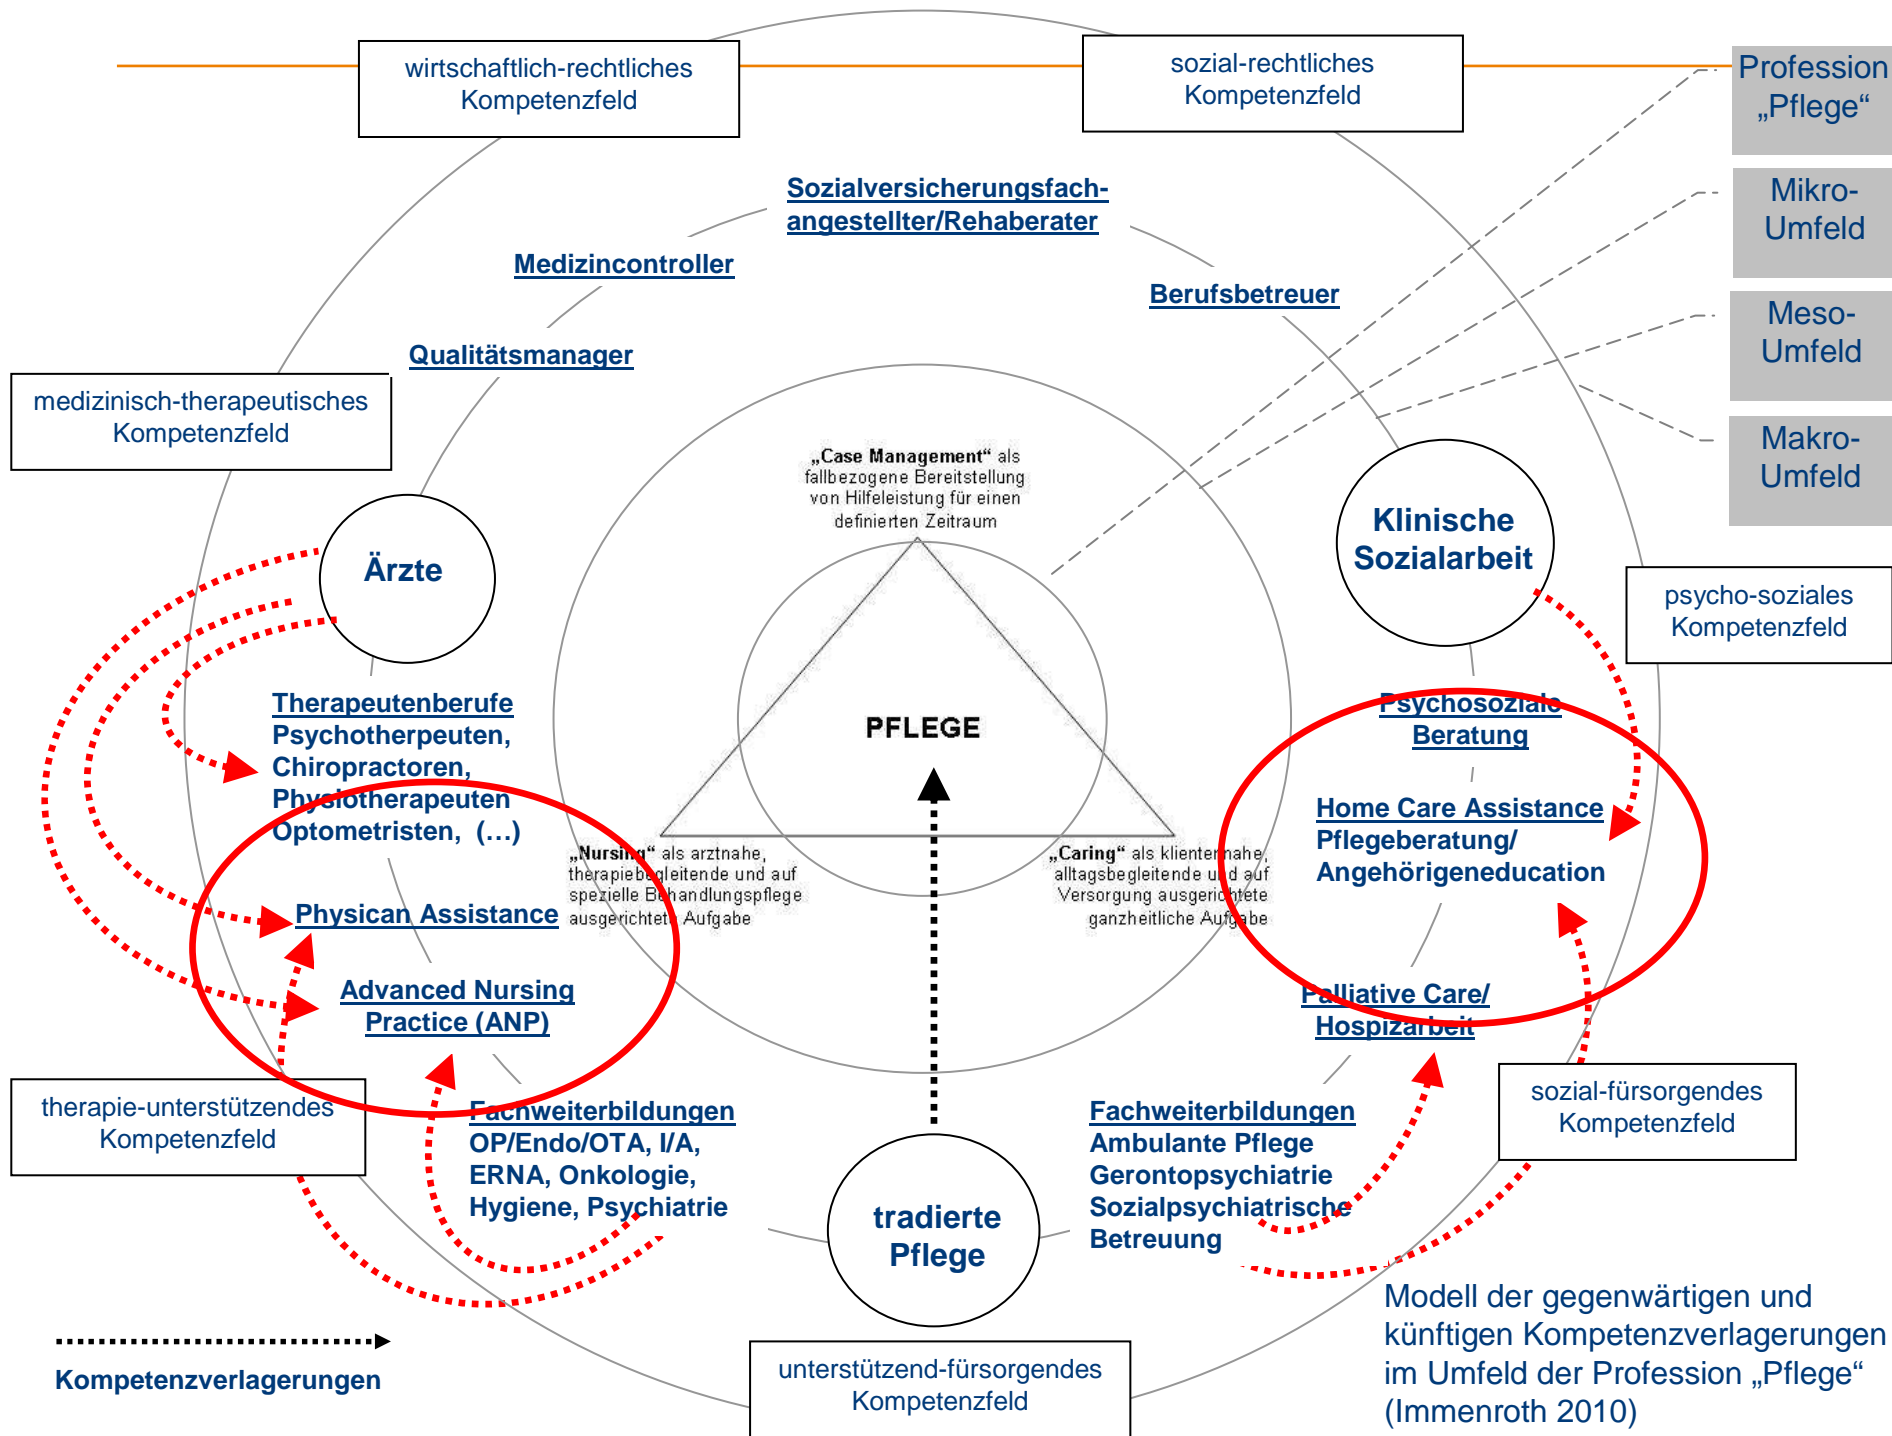 wirtschaftlich-rechtliches
Kompetenzfeld
sozial-rechtliches
Kompetenzfeld
Profession
„Pflege“
Mikro-
Umfeld
Meso-
Umfeld
Makro-
Umfeld
Sozialversicherungsfach-
angestellter/Rehaberater
Medizincontroller
Berufsbetreuer
Qualitätsmanager
medizinisch-therapeutisches
Kompetenzfeld
„Case Management“ als
fallbezogene Bereitstellung
von Hilfeleistung für einen
definierten Zeitraum
Ärzte
Klinische
Sozialarbeit
psycho-soziales
Kompetenzfeld
Therapeutenberufe
Psychotherpeuten,
Chiropractoren,
Physiotherapeuten
Optometristen, (…)
PFLEGE
Psychosoziale
Beratung
Home Care Assistance
Pflegeberatung/
Angehörigeneducation
„Nursing“ als arztnahe,
therapiebegleitende und auf
spezielle Behandlungspflege
ausgerichtete Aufgabe
„Caring“ als klientennahe,
alltagsbegleitende und auf
Versorgung ausgerichtete
ganzheitliche Aufgabe
Physican Assistance
Advanced Nursing
Practice (ANP)
Palliative Care/
Hospizarbeit
therapie-unterstützendes
Kompetenzfeld
sozial-fürsorgendes
Kompetenzfeld
Fachweiterbildungen
OP/Endo/OTA, I/A,
ERNA, Onkologie,
Hygiene, Psychiatrie
Fachweiterbildungen
Ambulante Pflege
Gerontopsychiatrie
Sozialpsychiatrische
Betreuung
tradierte
Pflege
Kompetenzverlagerungen
unterstützend-fürsorgendes
Kompetenzfeld
Modell der gegenwärtigen und
künftigen Kompetenzverlagerungen
im Umfeld der Profession „Pflege“
(Immenroth 2010)